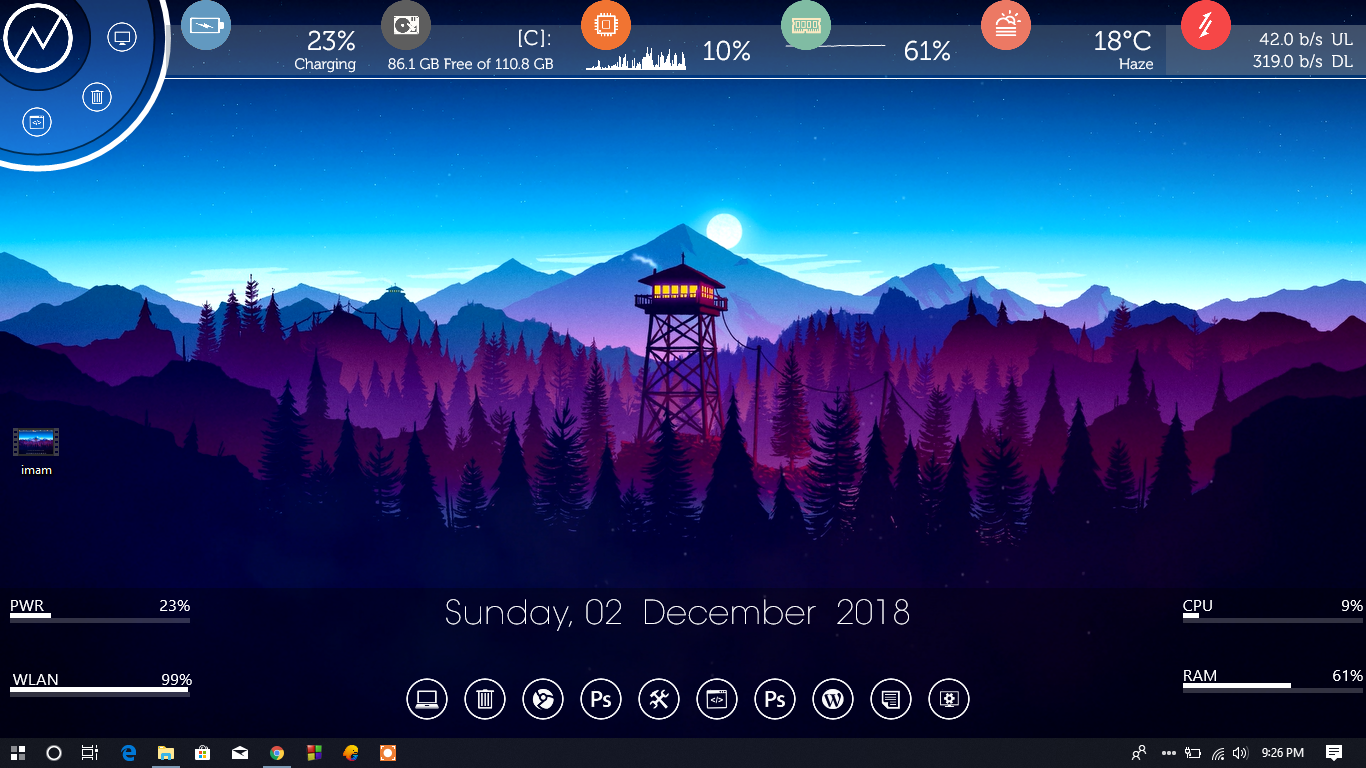 23%
Charging
[C]:
86.1 GB Free of 110.8 GB
10%
61%
18°C
Haze
42.0 b/s UL
319.0 b/s DL
imam
PWR 23%
WLAN 99%
Sunday, 02 December 2018
CPU 9%
RAM 61%
Ps
Ps
9:26 PM